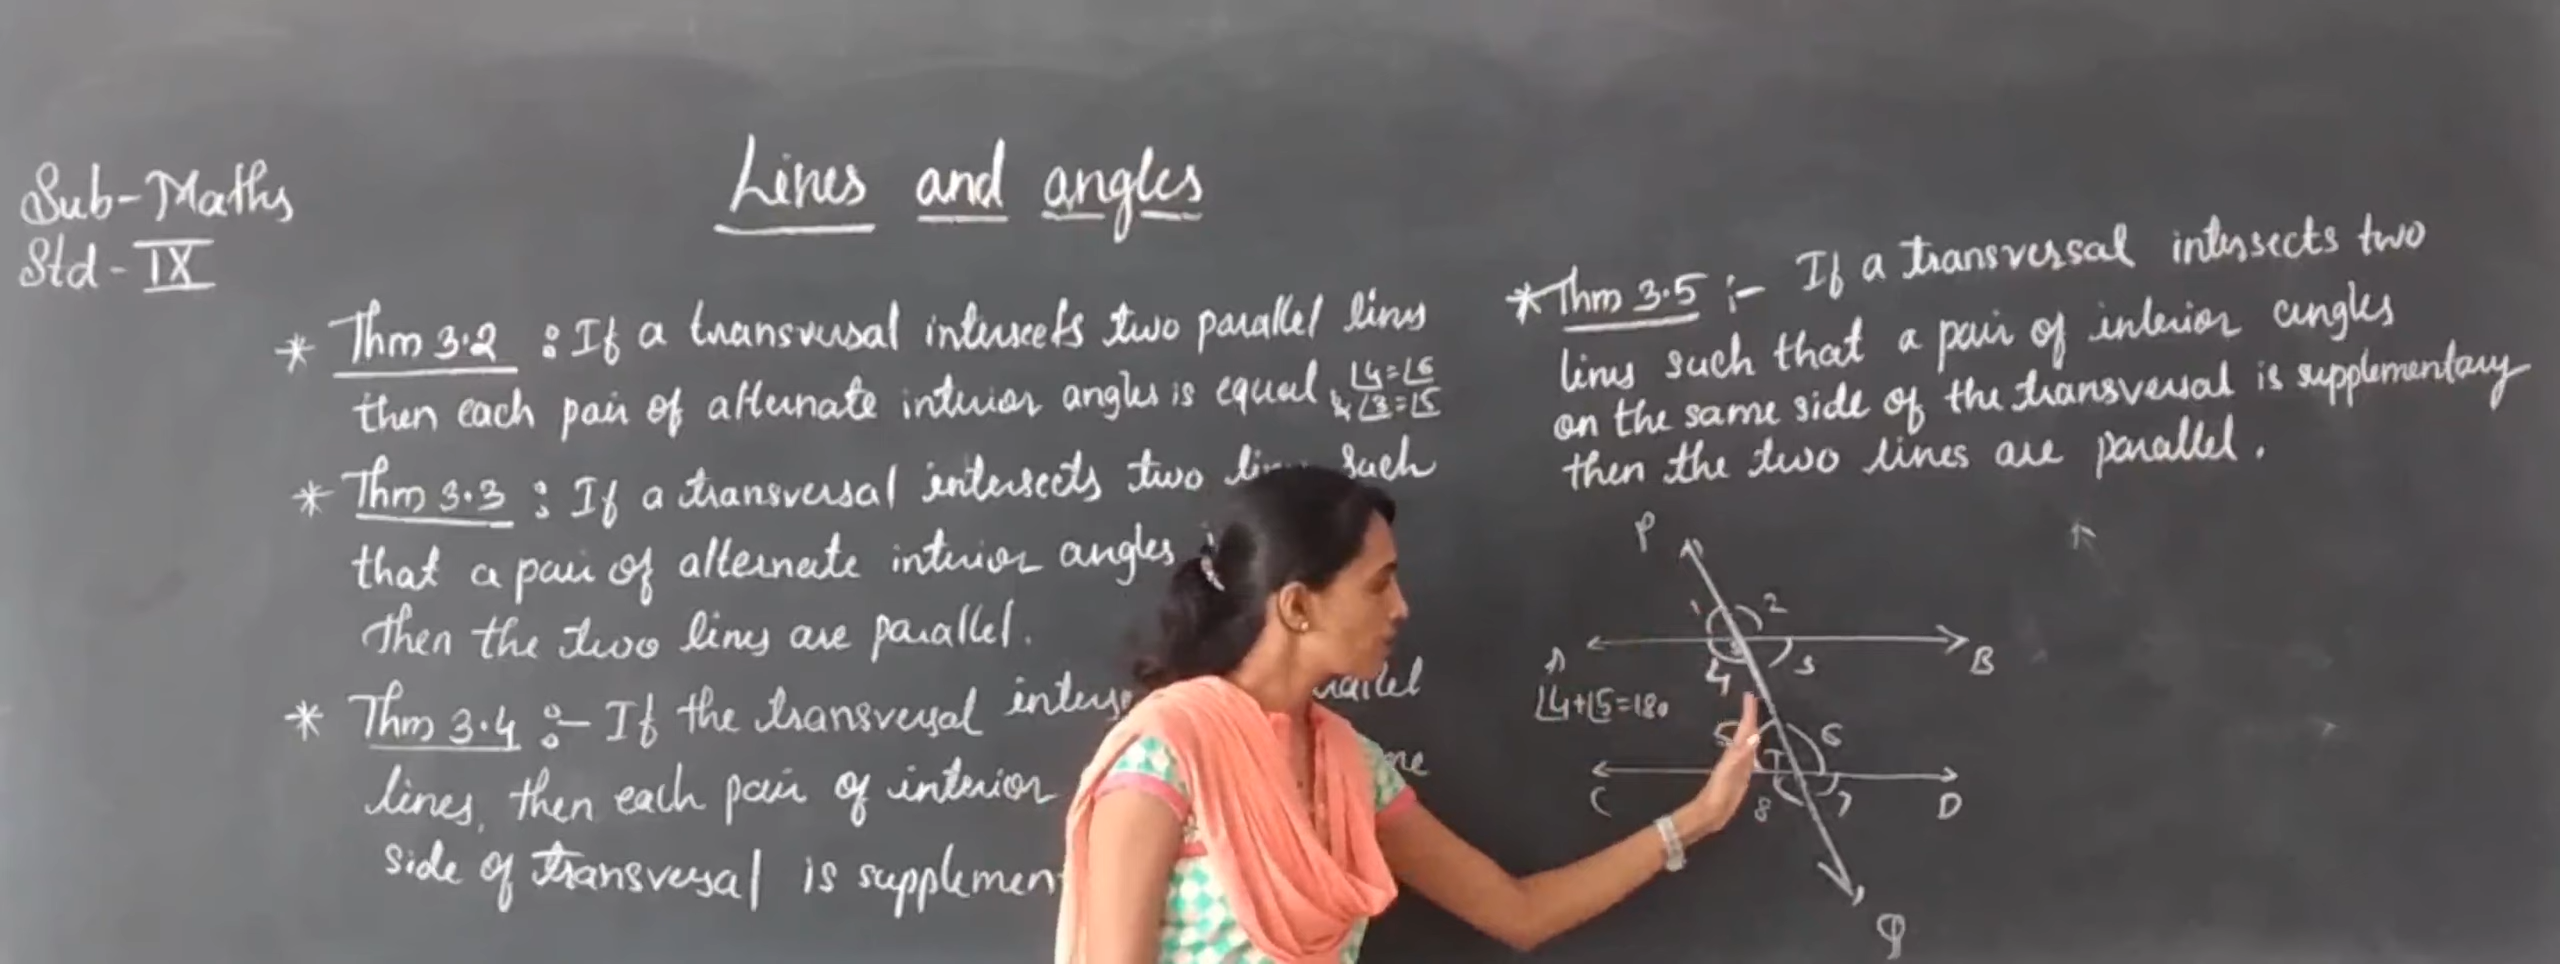 Sub-Maths
Std-IX
Lines and angles
* Thm 3.2 : If a transversal intersects two parallel lines
then each pair of alternate interior angles is equal
∠4=∠6
& ∠3=∠5
* Thm 3.3 : If a transversal intersects two such
that a pair of alternate interior angles
then the two lines are parallel.
* Thm 3.4 :- If the transversal
lines, then each pair of interior
side of transversal is
* Thm 3.5 :- If a transversal intersects two
lines such that a pair of interior angles
on the same side of the transversal is supplementary
then the two lines are parallel.
P
1 2
A B
4 3
∠4+∠5=180
5 6
C D
8 7
Q